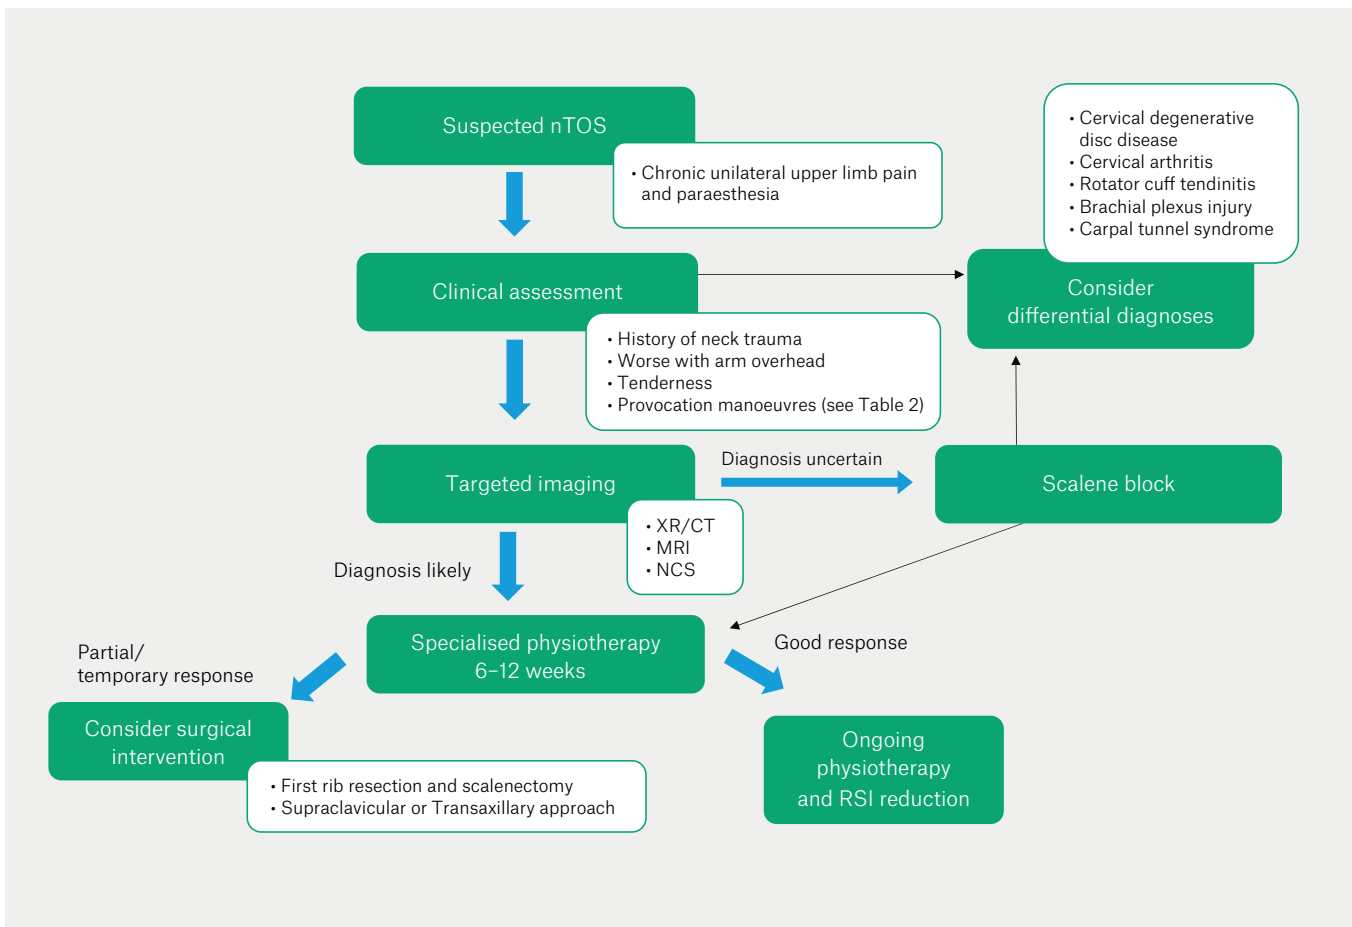 Suspected nTOS
• Chronic unilateral upper limb pain
and paraesthesia
• Cervical degenerative
disc disease
• Cervical arthritis
• Rotator cuff tendinitis
• Brachial plexus injury
• Carpal tunnel syndrome
Clinical assessment
Consider
differential diagnoses
• History of neck trauma
• Worse with arm overhead
• Tenderness
• Provocation manoeuvres (see Table 2)
Targeted imaging
Diagnosis uncertain
Scalene block
• XR/CT
• MRI
• NCS
Diagnosis likely
Specialised physiotherapy
6–12 weeks
Good response
Partial/
temporary response
Consider surgical
intervention
• First rib resection and scalenectomy
• Supraclavicular or Transaxillary approach
Ongoing
physiotherapy
and RSI reduction